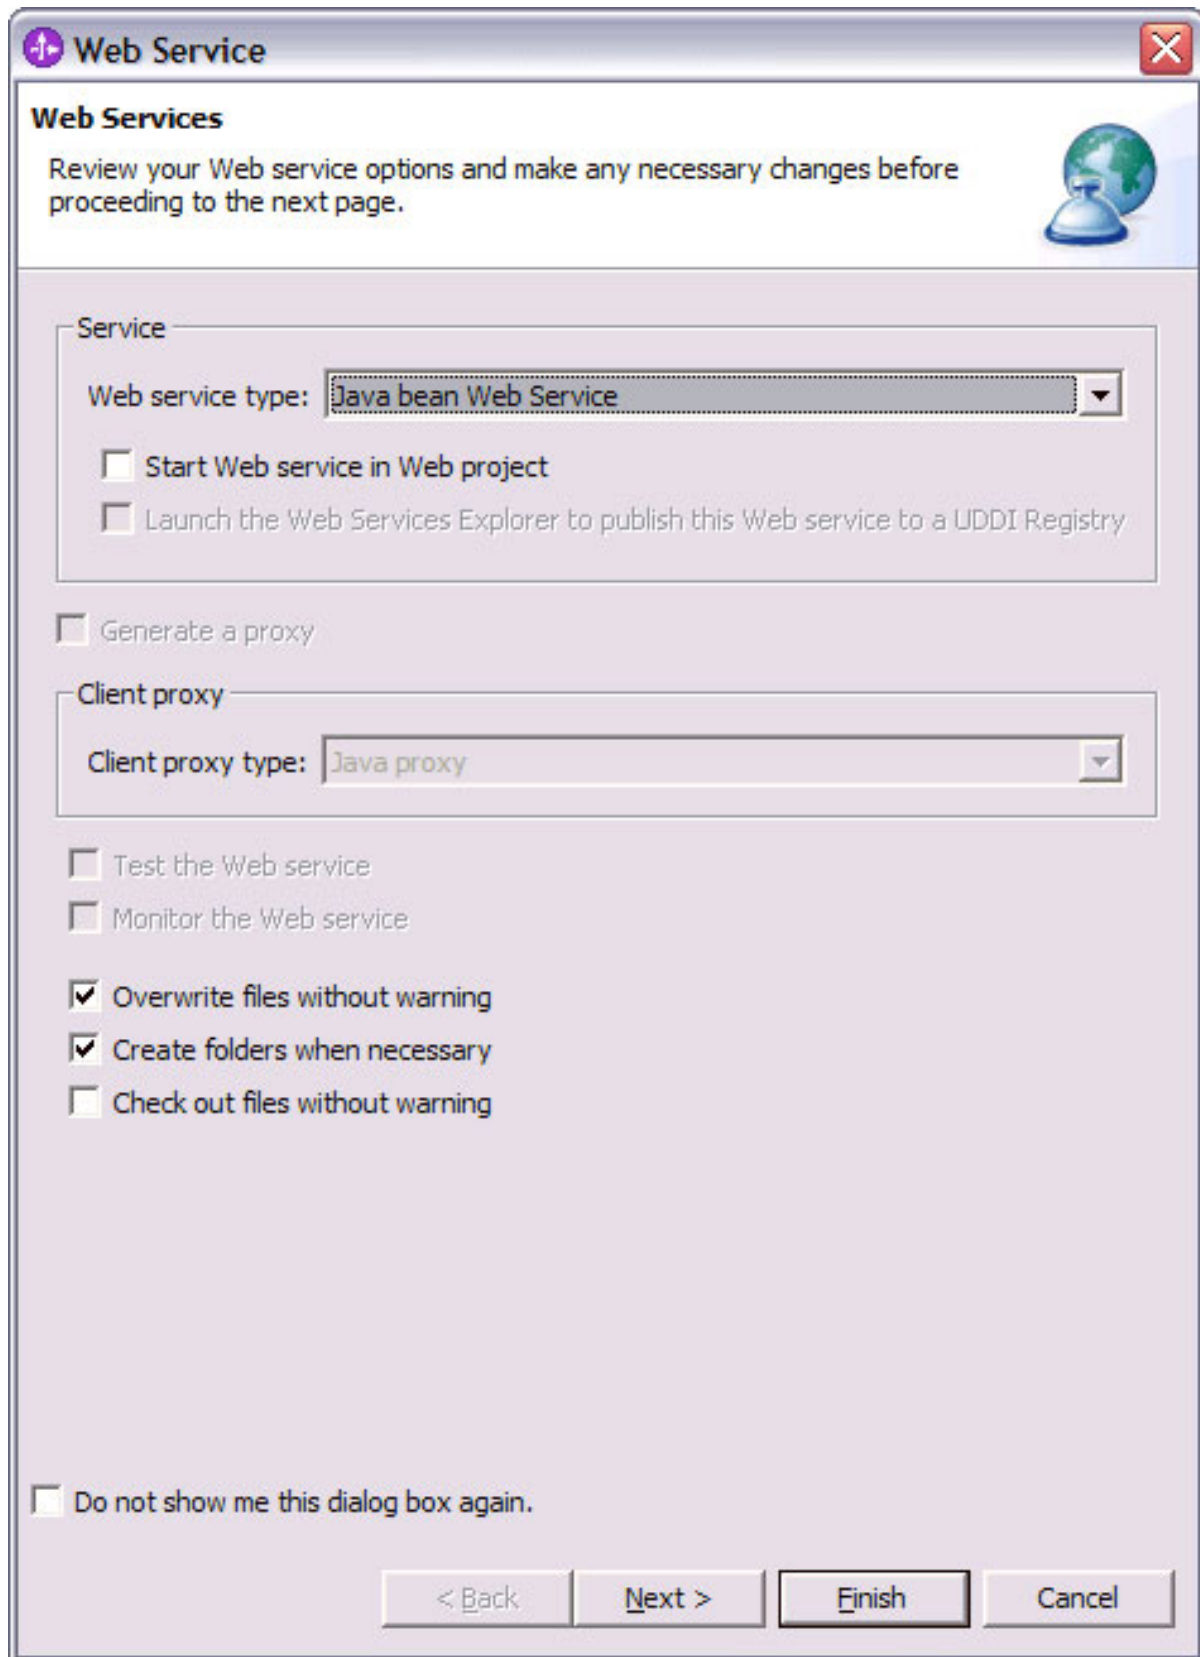 Web Service
Web Services
Review your Web service options and make any necessary changes before
proceeding to the next page.
Service
Web service type: Java bean Web Service
Start Web service in Web project
Launch the Web Services Explorer to publish this Web service to a UDDI Registry
Generate a proxy
Client proxy
Client proxy type: Java proxy
Test the Web service
Monitor the Web service
Overwrite files without warning
Create folders when necessary
Check out files without warning
Do not show me this dialog box again.
< Back Next > Finish Cancel